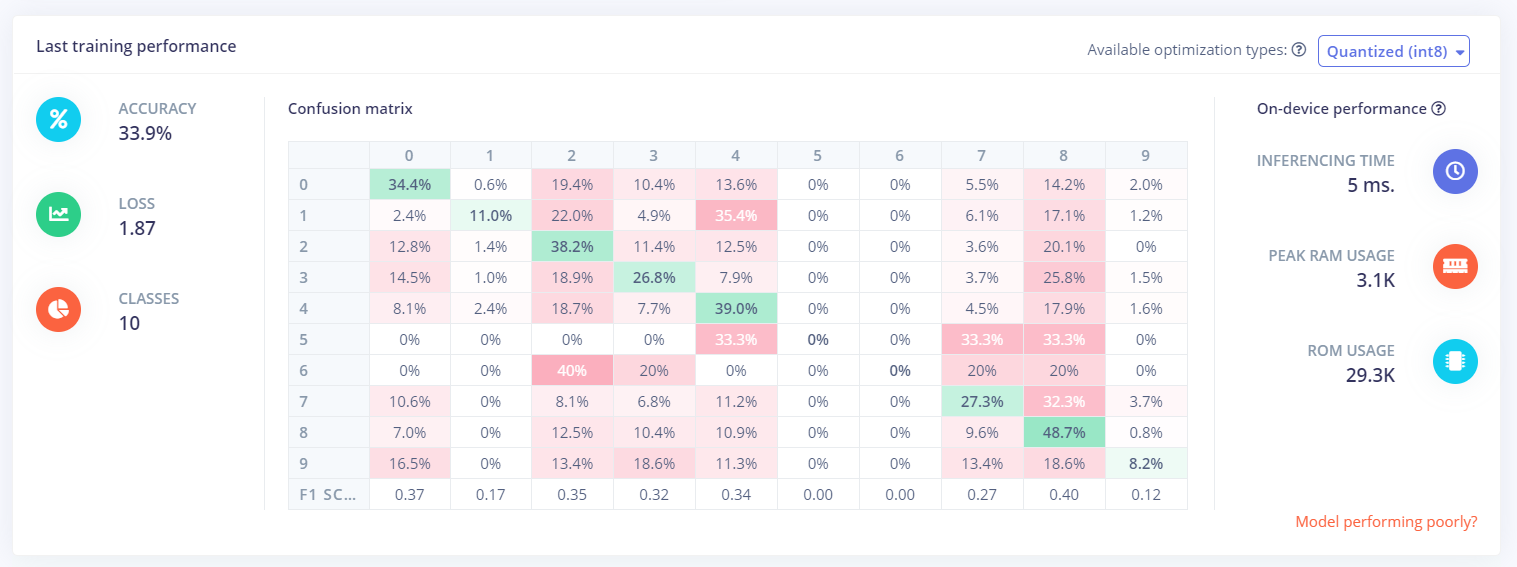 Last training performance
Available optimization types: Quantized (int8)
ACCURACY
33.9%
LOSS
1.87
CLASSES
10
Confusion matrix
0 1 2 3 4 5 6 7 8 9
0 34.4% 0.6% 19.4% 10.4% 13.6% 0% 0% 5.5% 14.2% 2.0%
1 2.4% 11.0% 22.0% 4.9% 35.4% 0% 0% 6.1% 17.1% 1.2%
2 12.8% 1.4% 38.2% 11.4% 12.5% 0% 0% 3.6% 20.1% 0%
3 14.5% 1.0% 18.9% 26.8% 7.9% 0% 0% 3.7% 25.8% 1.5%
4 8.1% 2.4% 18.7% 7.7% 39.0% 0% 0% 4.5% 17.9% 1.6%
5 0% 0% 0% 0% 33.3% 0% 0% 33.3% 33.3% 0%
6 0% 0% 40% 20% 0% 0% 0% 20% 20% 0%
7 10.6% 0% 8.1% 6.8% 11.2% 0% 0% 27.3% 32.3% 3.7%
8 7.0% 0% 12.5% 10.4% 10.9% 0% 0% 9.6% 48.7% 0.8%
9 16.5% 0% 13.4% 18.6% 11.3% 0% 0% 13.4% 18.6% 8.2%
F1 SC... 0.37 0.17 0.35 0.32 0.34 0.00 0.00 0.27 0.40 0.12
On-device performance
INFERENCING TIME
5 ms.
PEAK RAM USAGE
3.1K
ROM USAGE
29.3K
Model performing poorly?